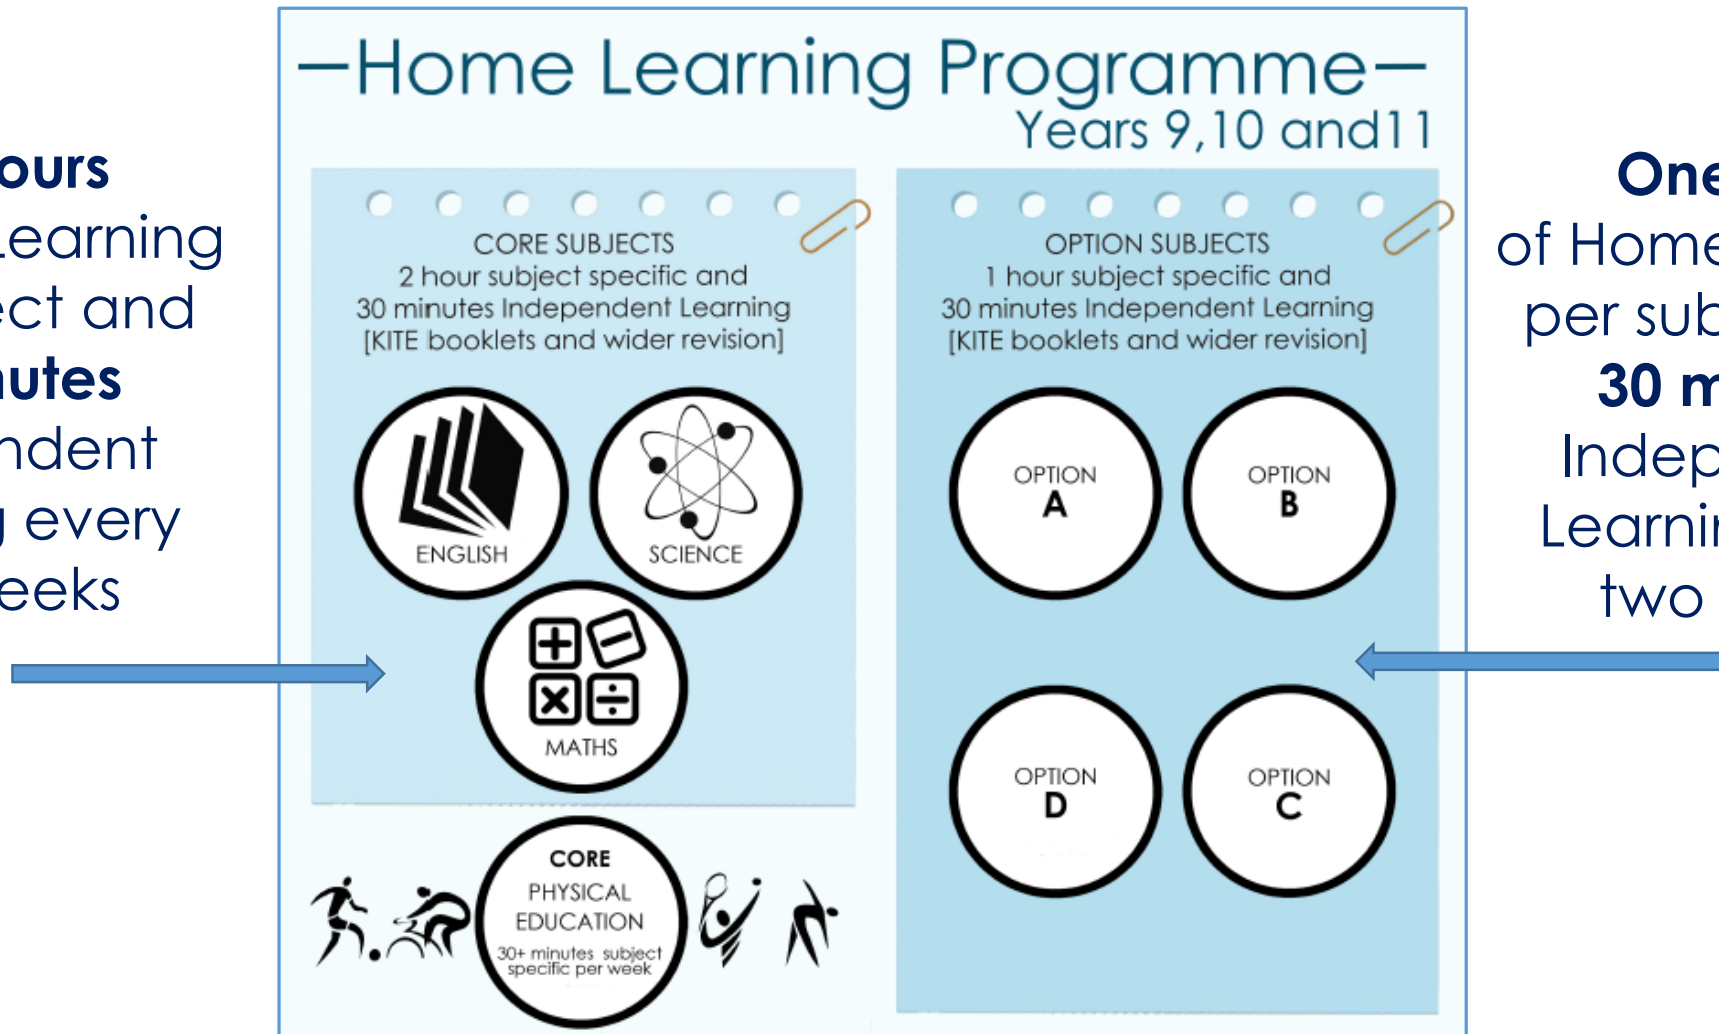 —Home Learning Programme—
Years 9,10 and11
ours
Learning
ect and
nutes
ndent
g every
eeks
CORE SUBJECTS
2 hour subject specific and
30 minutes Independent Learning
[KITE booklets and wider revision]
ENGLISH
SCIENCE
MATHS
CORE
PHYSICAL
EDUCATION
30+ minutes subject
specific per week
OPTION SUBJECTS
1 hour subject specific and
30 minutes Independent Learning
[KITE booklets and wider revision]
OPTION
A
OPTION
B
OPTION
D
OPTION
C
One
of Home
per sub
30 m
Indep
Learnin
two